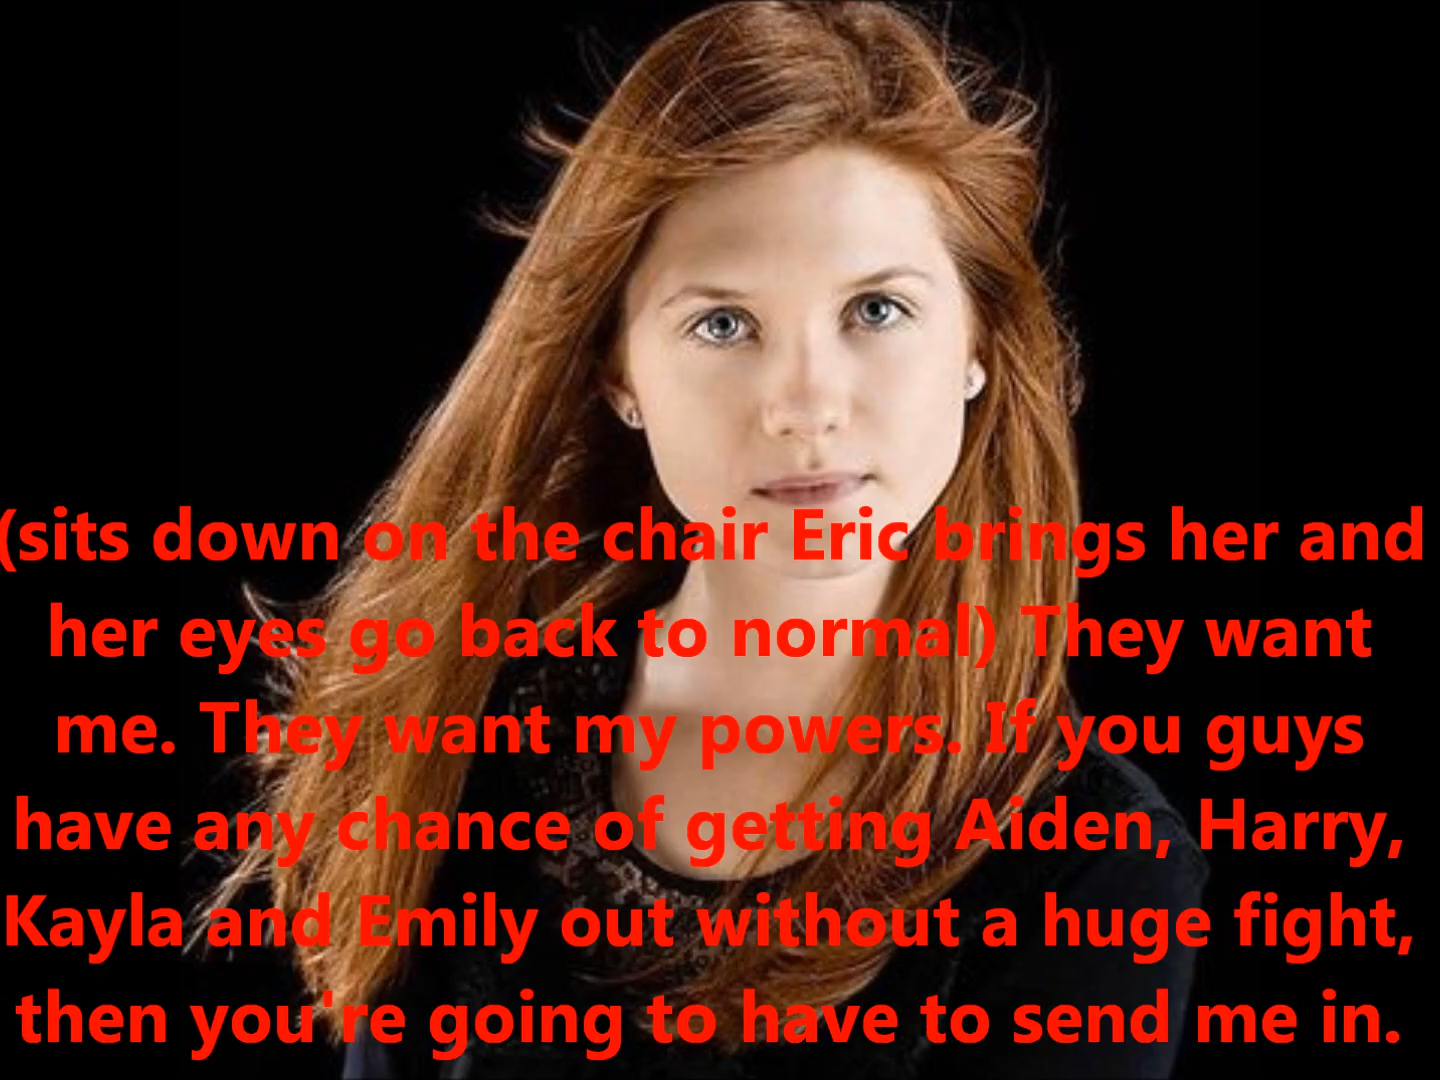 (sits down on the chair Eric brings her and
her eyes go back to normal) They want
me. They want my powers. If you guys
have any chance of getting Aiden, Harry,
Kayla and Emily out without a huge fight,
then you're going to have to send me in.